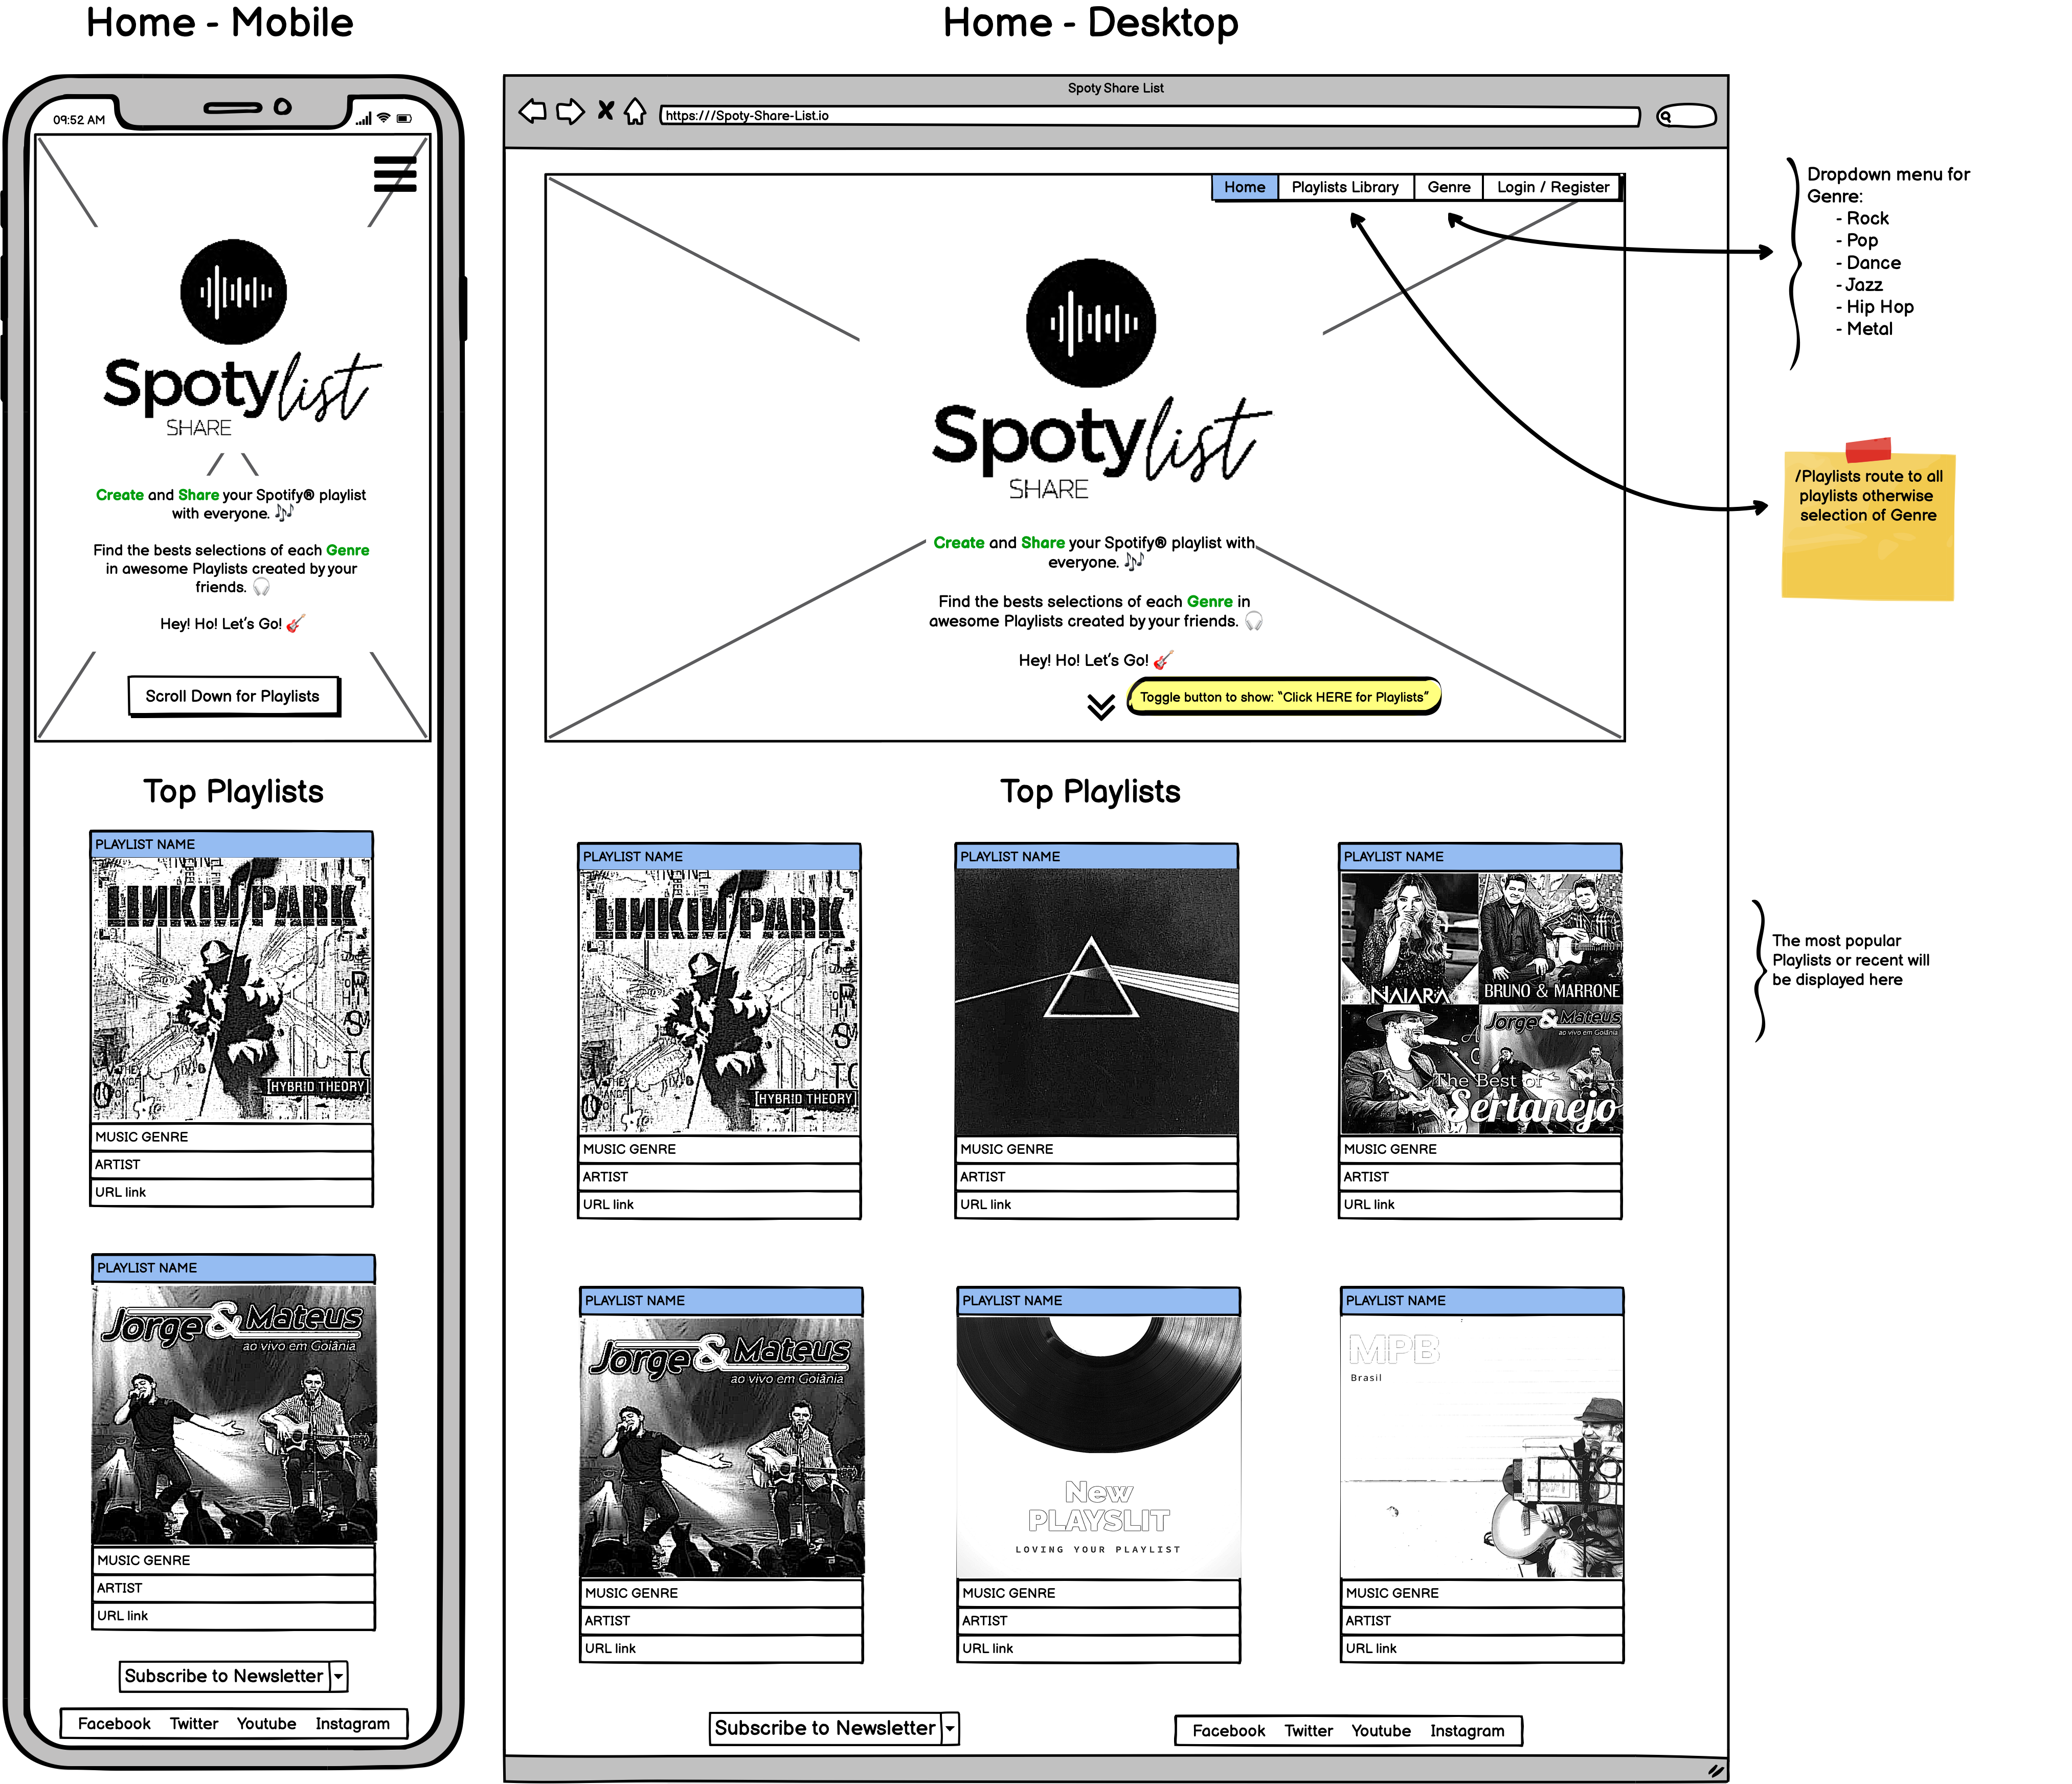 Home - Mobile
09:52 AM
Spotylist
SHARE
Create and Share your Spotify® playlist
with everyone. 🎶
Find the bests selections of each Genre
in awesome Playlists created by your
friends. 🎧
Hey! Ho! Let's Go! 🎸
Scroll Down for Playlists
Top Playlists
PLAYLIST NAME
LINKIN PARK
[HYBRID THEORY]
MUSIC GENRE
ARTIST
URL link
PLAYLIST NAME
Jorge & Mateus
ao vivo em Goiânia
MUSIC GENRE
ARTIST
URL link
Subscribe to Newsletter
Facebook Twitter Youtube Instagram
Home - Desktop
Spoty Share List
https:///Spoty-Share-List.io
Home Playlists Library Genre Login / Register
Spotylist
SHARE
Create and Share your Spotify® playlist with
everyone. 🎶
Find the bests selections of each Genre in
awesome Playlists created by your friends. 🎧
Hey! Ho! Let's Go! 🎸
Toggle button to show: "Click HERE for Playlists"
Top Playlists
PLAYLIST NAME
LINKIN PARK
[HYBRID THEORY]
MUSIC GENRE
ARTIST
URL link
PLAYLIST NAME
MUSIC GENRE
ARTIST
URL link
PLAYLIST NAME
NAIARA
BRUNO & MARRONE
Jorge & Mateus
ao vivo em Goiânia
The Best of
Sertanejo
MUSIC GENRE
ARTIST
URL link
PLAYLIST NAME
Jorge & Mateus
ao vivo em Goiânia
MUSIC GENRE
ARTIST
URL link
PLAYLIST NAME
New
PLAYSLIT
LOVING YOUR PLAYLIST
MUSIC GENRE
ARTIST
URL link
PLAYLIST NAME
MPB
Brasil
MUSIC GENRE
ARTIST
URL link
Subscribe to Newsletter
Facebook Twitter Youtube Instagram
Dropdown menu for
Genre:
- Rock
- Pop
- Dance
- Jazz
- Hip Hop
- Metal
/Playlists route to all
playlists otherwise
selection of Genre
The most popular
Playlists or recent will
be displayed here